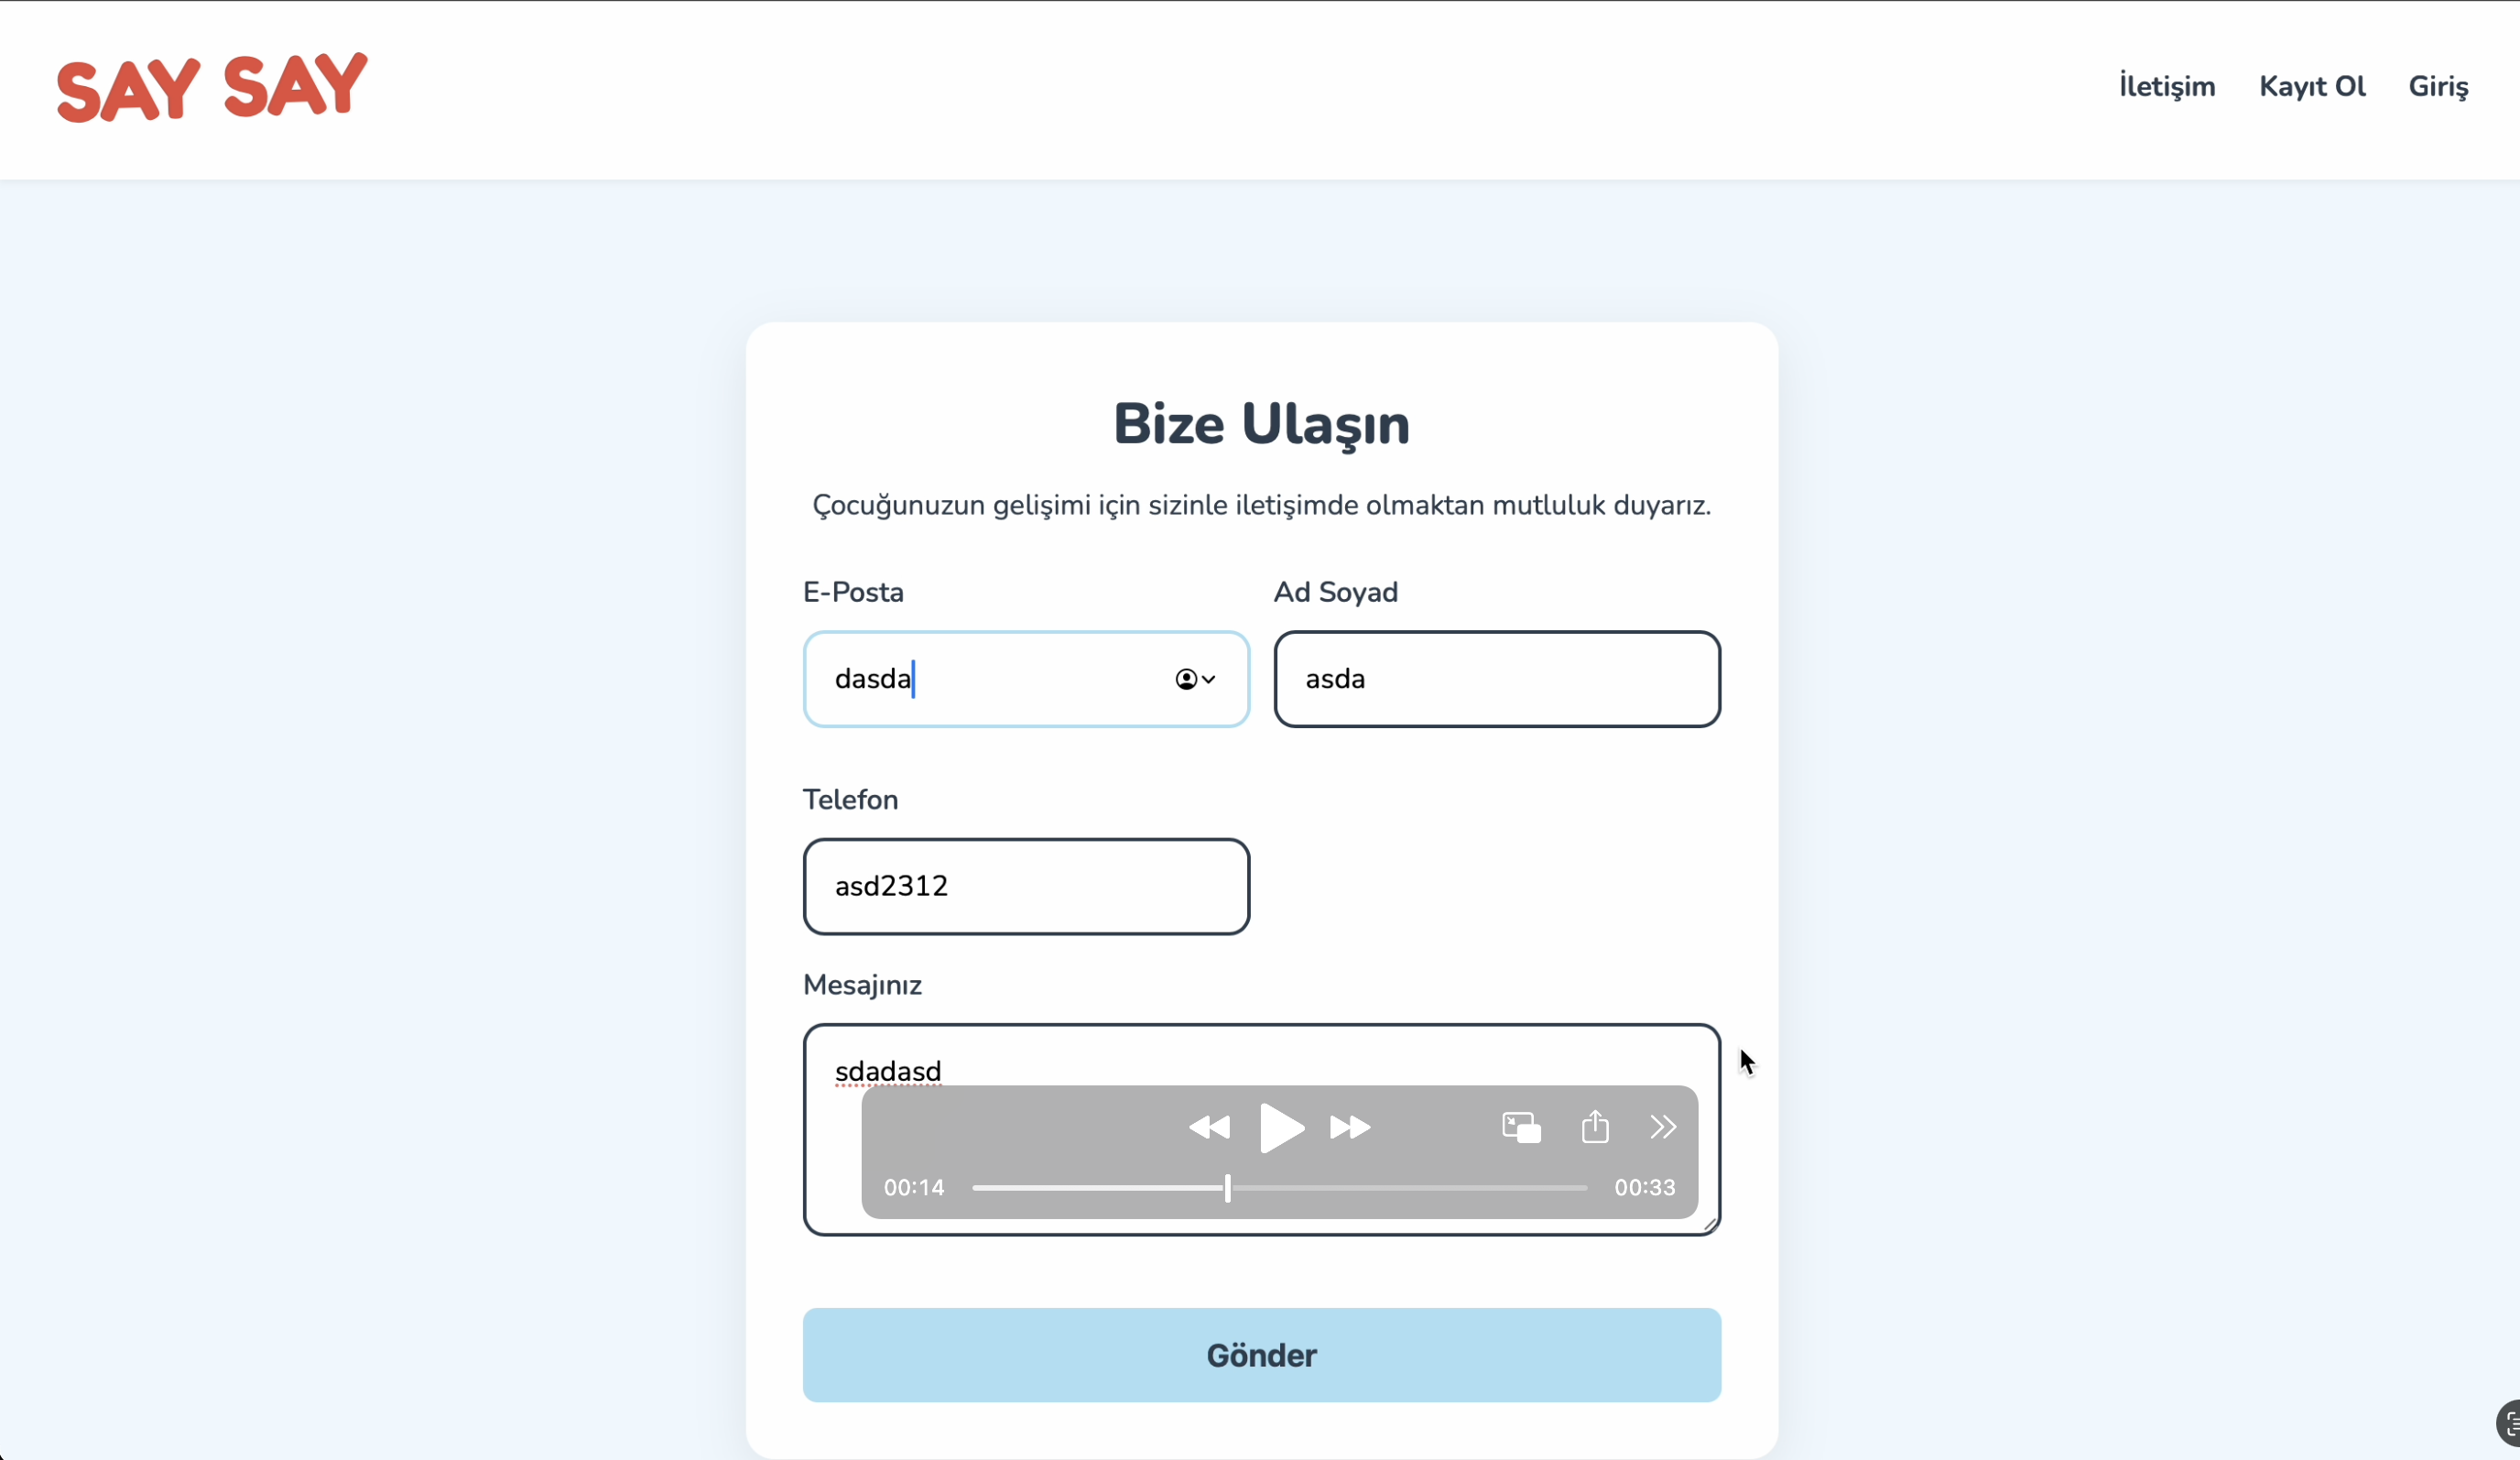 SAY SAY
İletişim Kayıt Ol Giriş
Bize Ulaşın
Çocuğunuzun gelişimi için sizinle iletişimde olmaktan mutluluk duyarız.
E-Posta Ad Soyad
dasda asda
Telefon
asd2312
Mesajınız
sdadasd
00:14 00:33
Gönder